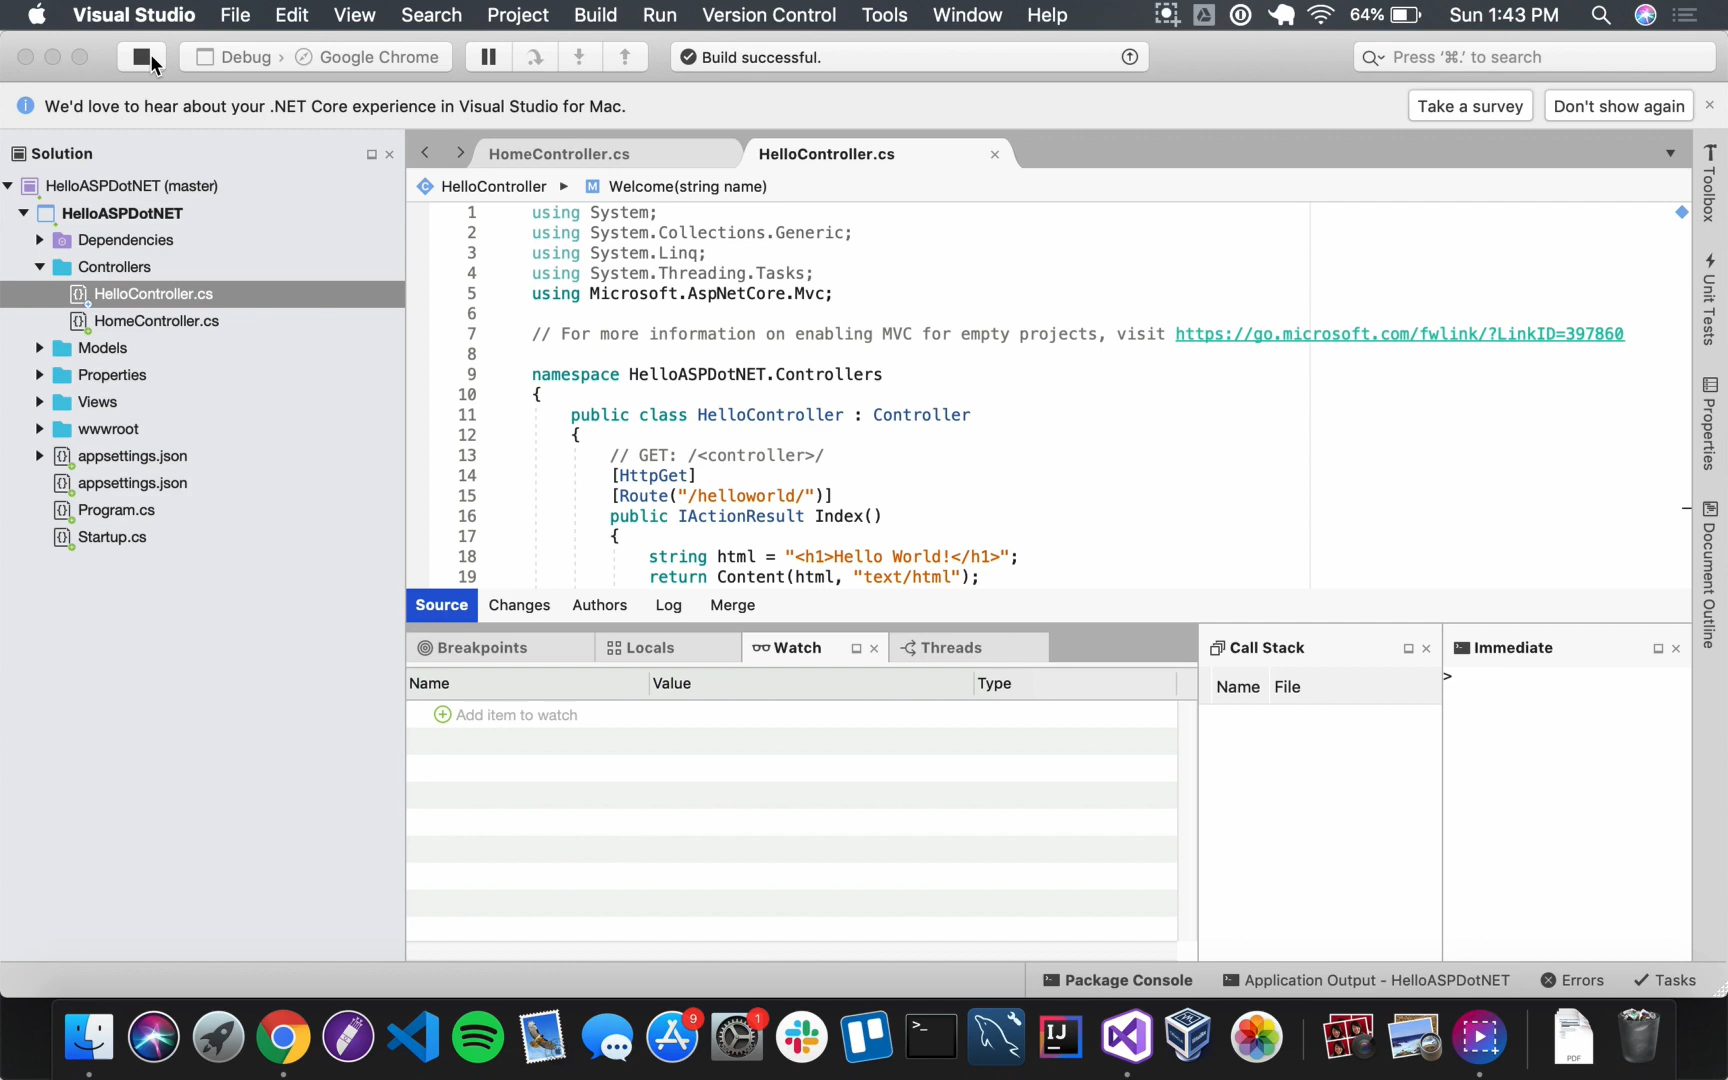 Visual Studio File Edit View Search Project Build Run Version Control Tools Window Help 64% Sun 1:43 PM
Debug › Google Chrome Build successful. Press ‘⌘.’ to search
We'd love to hear about your .NET Core experience in Visual Studio for Mac. Take a survey Don't show again
Solution
HelloASPDotNET (master)
HelloASPDotNET
Dependencies
Controllers
HelloController.cs
HomeController.cs
Models
Properties
Views
wwwroot
appsettings.json
appsettings.json
Program.cs
Startup.cs
HomeController.cs HelloController.cs
HelloController Welcome(string name)
1 using System;
2 using System.Collections.Generic;
3 using System.Linq;
4 using System.Threading.Tasks;
5 using Microsoft.AspNetCore.Mvc;
6
7 // For more information on enabling MVC for empty projects, visit https://go.microsoft.com/fwlink/?LinkID=397860
8
9 namespace HelloASPDotNET.Controllers
10 {
11 public class HelloController : Controller
12 {
13 // GET: /<controller>/
14 [HttpGet]
15 [Route("/helloworld/")]
16 public IActionResult Index()
17 {
18 string html = "<h1>Hello World!</h1>";
19 return Content(html, "text/html");
Source Changes Authors Log Merge
Breakpoints Locals Watch Threads
Name Value Type
Add item to watch
Call Stack
Name File
Immediate
>
Toolbox
Unit Tests
Properties
Document Outline
Package Console Application Output - HelloASPDotNET Errors Tasks
9
1
>_
IJ
PDF